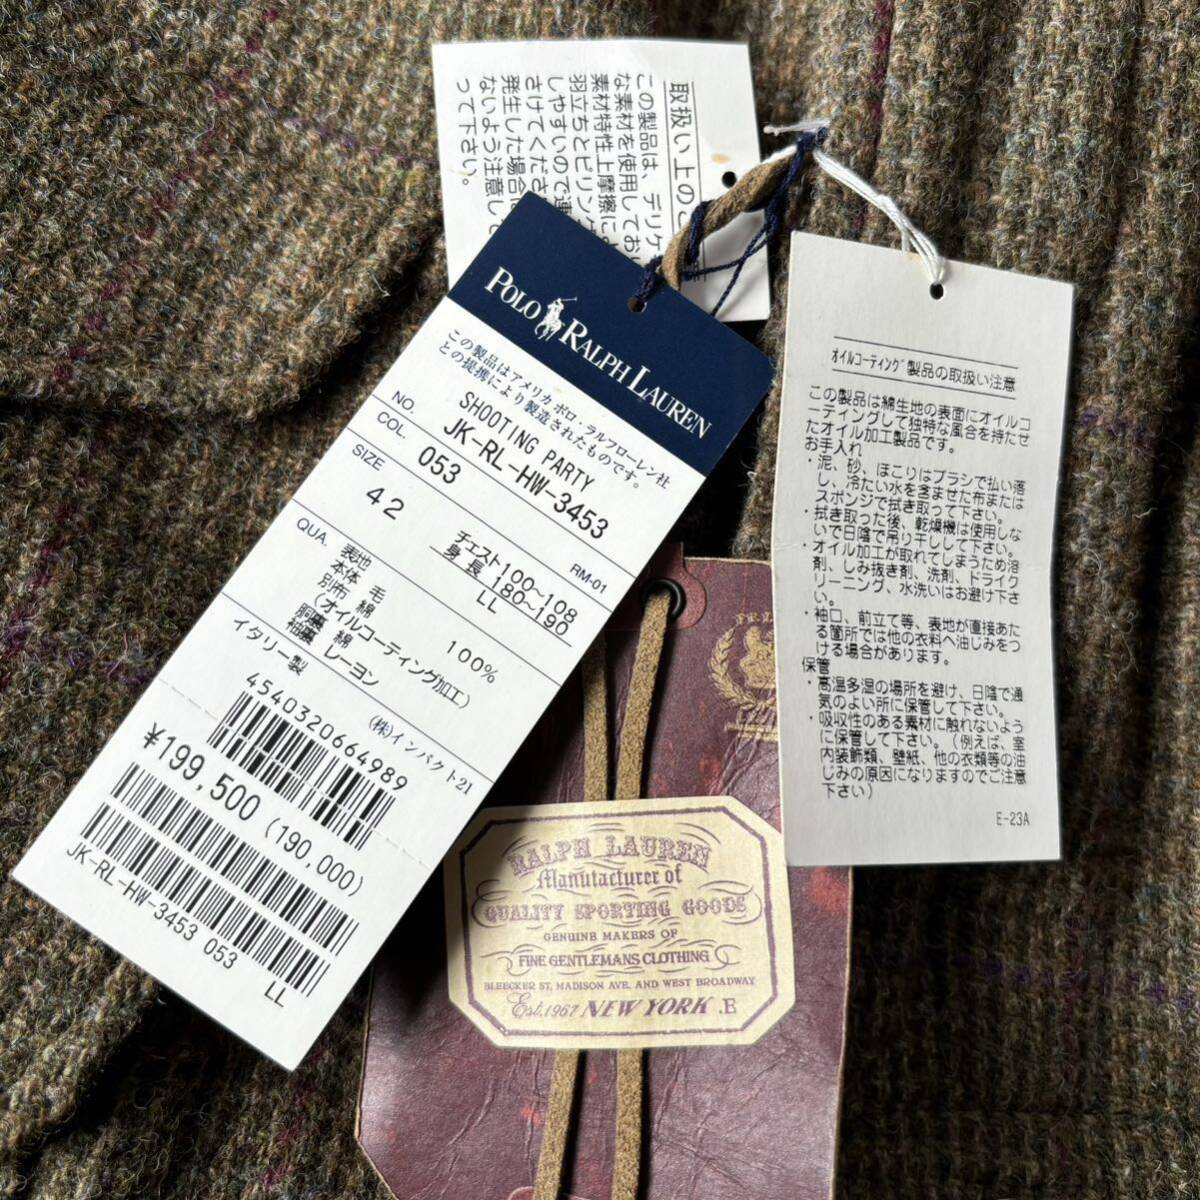 取扱い上のご
この製品は、デリケ
な素材を使用してお
素材特性上摩擦によ
羽立ちとピリング
しやすいので連
さけてくださ
発生した場合に
ないよう注意し
って下さい。
POLO RALPH LAUREN
この製品はアメリカ ポロ・ラルフローレン社
との提携により製造されたものです。
SHOOTING PARTY
NO. JK-RL-HW-3453
COL. 053
RM-01
SIZE 42
チェスト100~108
身長 180~190
LL
QUA. 表地
本体 毛 100%
別布 綿
(オイルコーティング加工)
胴裏 綿
袖裏 レーヨン
イタリー製
(株)インパクト21
4540320664989
¥199,500 (190,000)
JK-RL-HW-3453 053
LL
オイルコーティング製品の取扱い注意
この製品は綿生地の表面にオイルコ
ーティングして独特な風合を持たせ
たオイル加工製品です。
お手入れ
・泥、砂、ほこりはブラシで払い落
し、冷たい水を含ませた布または
スポンジで拭き取って下さい。
・拭き取った後、乾燥機は使用しな
いで日陰で吊り干しして下さい。
・オイル加工が取れてしまうため溶
剤、しみ抜き剤、洗剤、ドライク
リーニング、水洗いはお避け下さ
い。
・袖口、前立て等、表地が直接あた
る箇所では他の衣料へ油じみをつ
ける場合があります。
保管
・高温多湿の場所を避け、日陰で通
気のよい所に保管して下さい。
・吸収性のある素材に触れないよう
に保管して下さい。(例えば、室
内装飾類、壁紙、他の衣類等の油
じみの原因になりますのでご注意
下さい)
E-23A
RALPH LAUREN
Manufacturer of
QUALITY SPORTING GOODS
GENUINE MAKERS OF
FINE GENTLEMANS CLOTHING
BLEECKER ST, MADISON AVE. AND WEST BROADWAY
Est.1967 NEW YORK .E